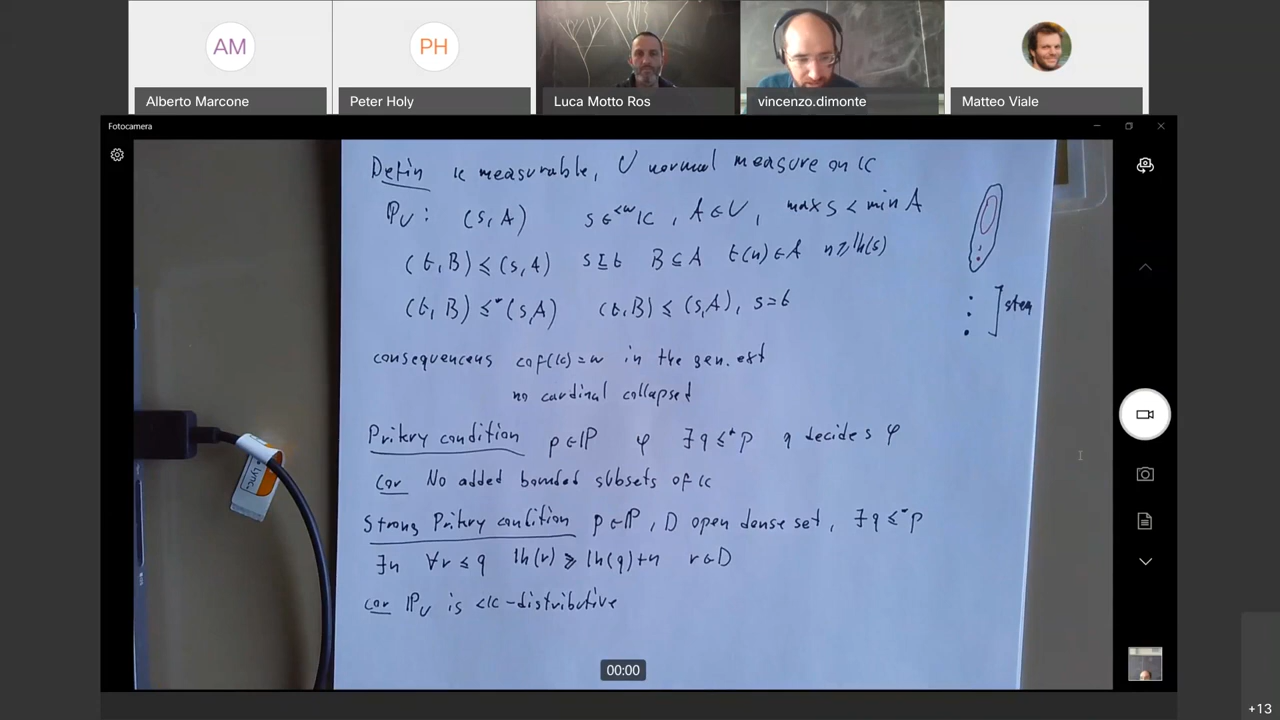 AM
PH
Alberto Marcone
Peter Holy
Luca Motto Ros
vincenzo.dimonte
Matteo Viale
Fotocamera
Defin κ measurable, U normal measure on κ
ℙ_U : (s, A) s ∈ ^{<ω}κ, A ∈ U, max s < min A
(t, B) ≤ (s, A) s ⊑ t B ⊆ A t(n) ∈ A n ≥ lh(s)
(t, B) ≤* (s, A) (t, B) ≤ (s, A), s = t
stem
consequences cof(κ) = ω in the gen. ext
no cardinal collapsed
Prikry condition p ∈ ℙ φ ∃q ≤* p q decides φ
Cor No added bounded subsets of κ
Strong Prikry condition p ∈ ℙ, D open dense set, ∃q ≤* p
∃n ∀r ≤ q lh(r) ≥ lh(q) + n r ∈ D
Cor ℙ_U is <κ-distributive
Lync.
00:00
+13